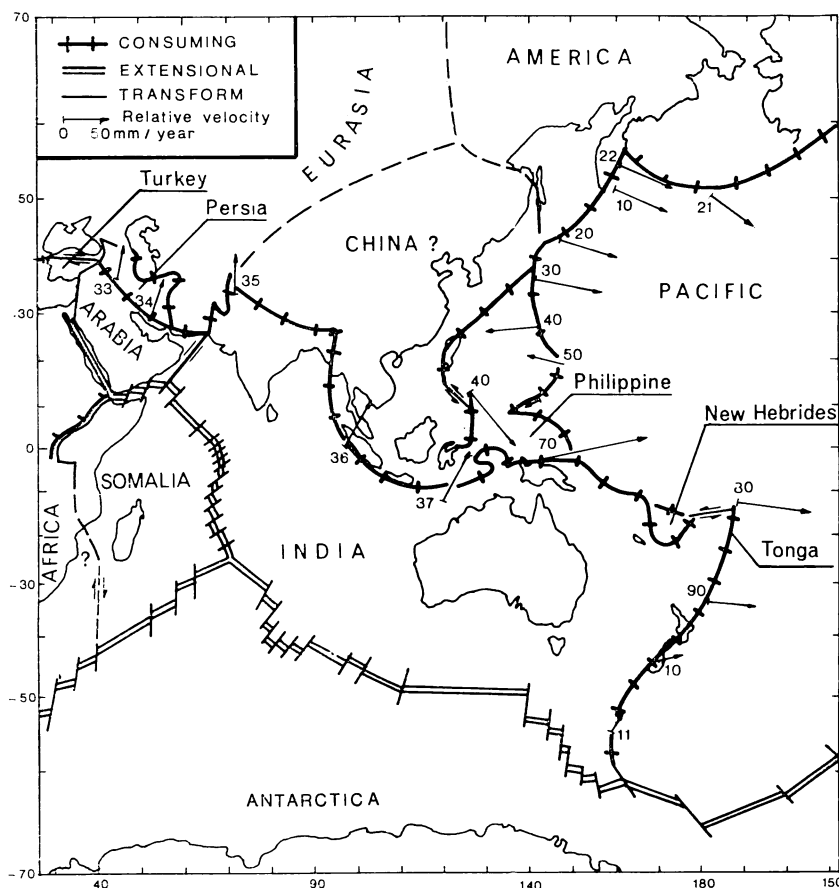 70
CONSUMING
EXTENSIONAL
TRANSFORM
Relative velocity
0 50mm / year
AMERICA
EURASIA
22
10
21
50
Turkey
Persia
CHINA ?
20
30
PACIFIC
33
34
35
ARABIA
30
40
50
40
Philippine
70
New Hebrides
0
36
37
30
SOMALIA
AFRICA
INDIA
Tonga
?
-30
90
10
-50
11
ANTARCTICA
-70
40
90
140
180
150